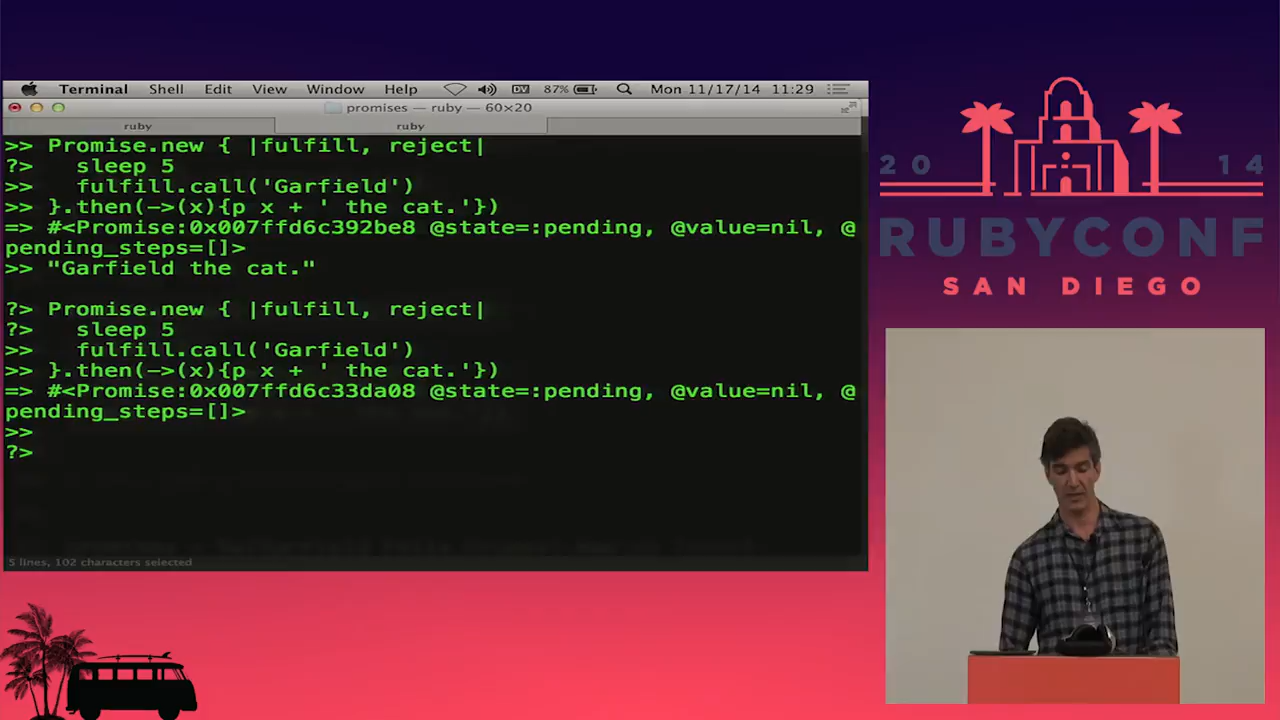 Terminal Shell Edit View Window Help DV 87% Mon 11/17/14 11:29
promises — ruby — 60×20
ruby ruby
>> Promise.new { |fulfill, reject|
?>   sleep 5
>>   fulfill.call('Garfield')
>> }.then(->(x){p x + ' the cat.'})
=> #<Promise:0x007ffd6c392be8 @state=:pending, @value=nil, @
pending_steps=[]>
>> "Garfield the cat."
?> Promise.new { |fulfill, reject|
?>   sleep 5
>>   fulfill.call('Garfield')
>> }.then(->(x){p x + ' the cat.'})
=> #<Promise:0x007ffd6c33da08 @state=:pending, @value=nil, @
pending_steps=[]>
>>
?>
5 lines, 102 characters selected
20 14
RUBYCONF
SAN DIEGO